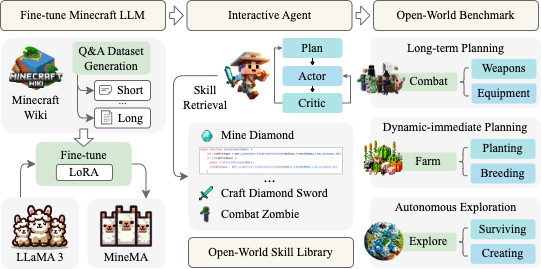 Fine-tune Minecraft LLM
Interactive Agent
Open-World Benchmark
MINECRAFT
WIKI
Minecraft
Wiki
Q&A Dataset
Generation
Short
...
Long
Fine-tune
LoRA
LLaMA 3
MineMA
Skill
Retrieval
Plan
Actor
Critic
Mine Diamond
...
Craft Diamond Sword
Combat Zombie
Open-World Skill Library
Long-term Planning
Combat
Weapons
Equipment
Dynamic-immediate Planning
Farm
Planting
Breeding
Autonomous Exploration
Explore
Surviving
Creating